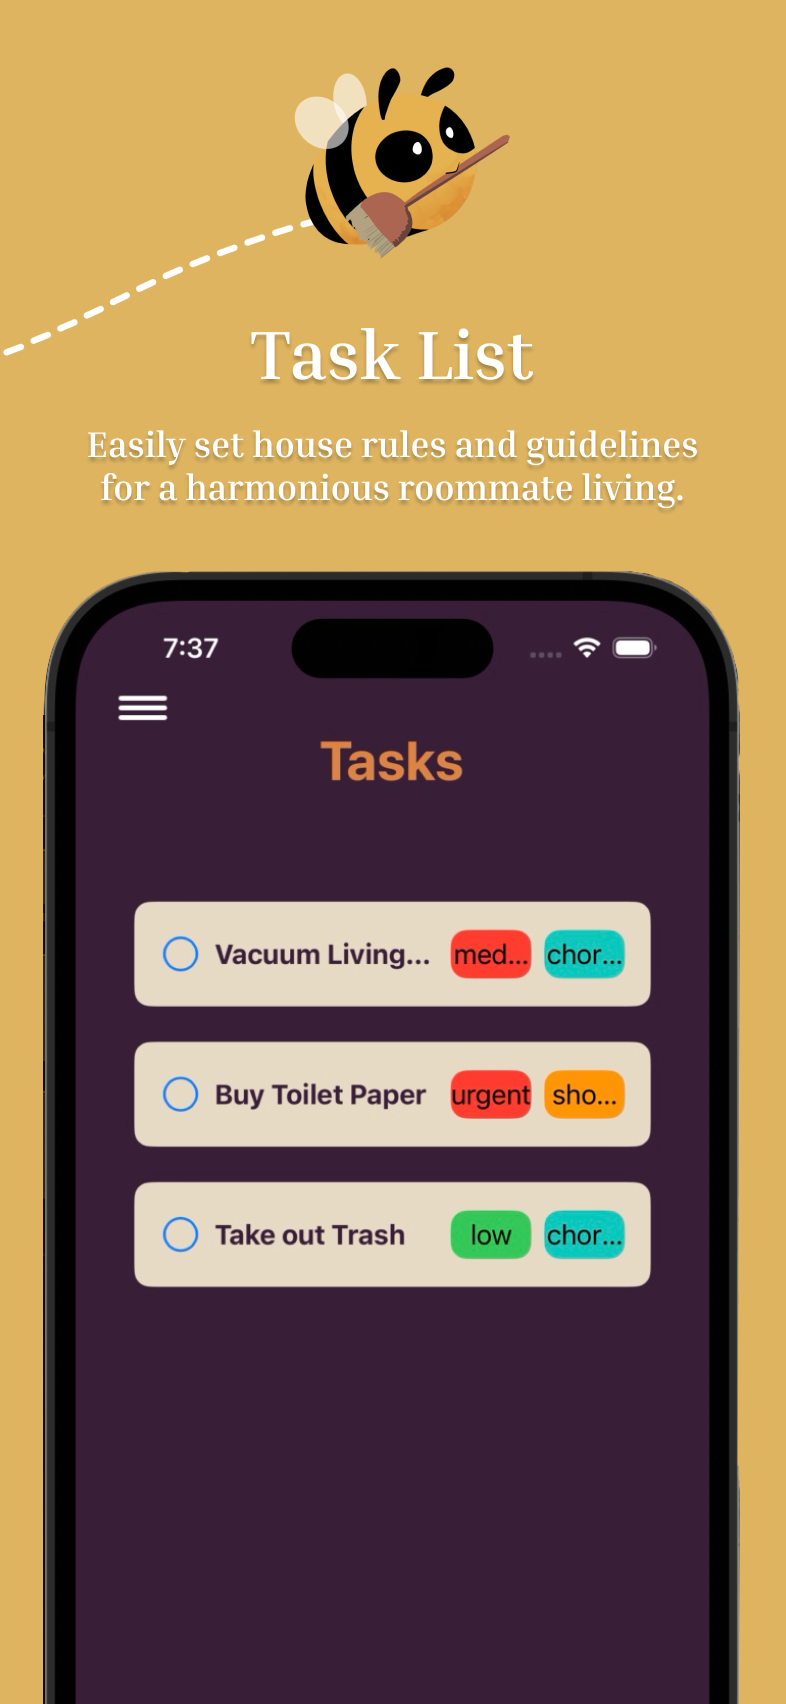 Task List
Easily set house rules and guidelines
for a harmonious roommate living.
7:37
Tasks
Vacuum Living... med... chor...
Buy Toilet Paper urgent sho...
Take out Trash low chor...